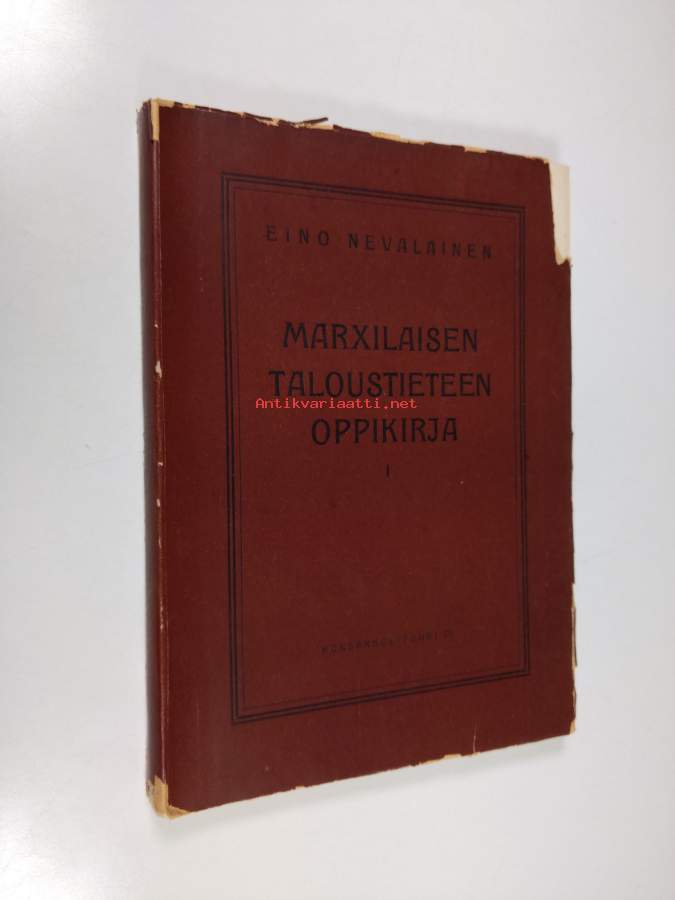 EINO NEVALAINEN
MARXILAISEN
TALOUSTIETEEN
Antikvariaatti.net
OPPIKIRJA
I